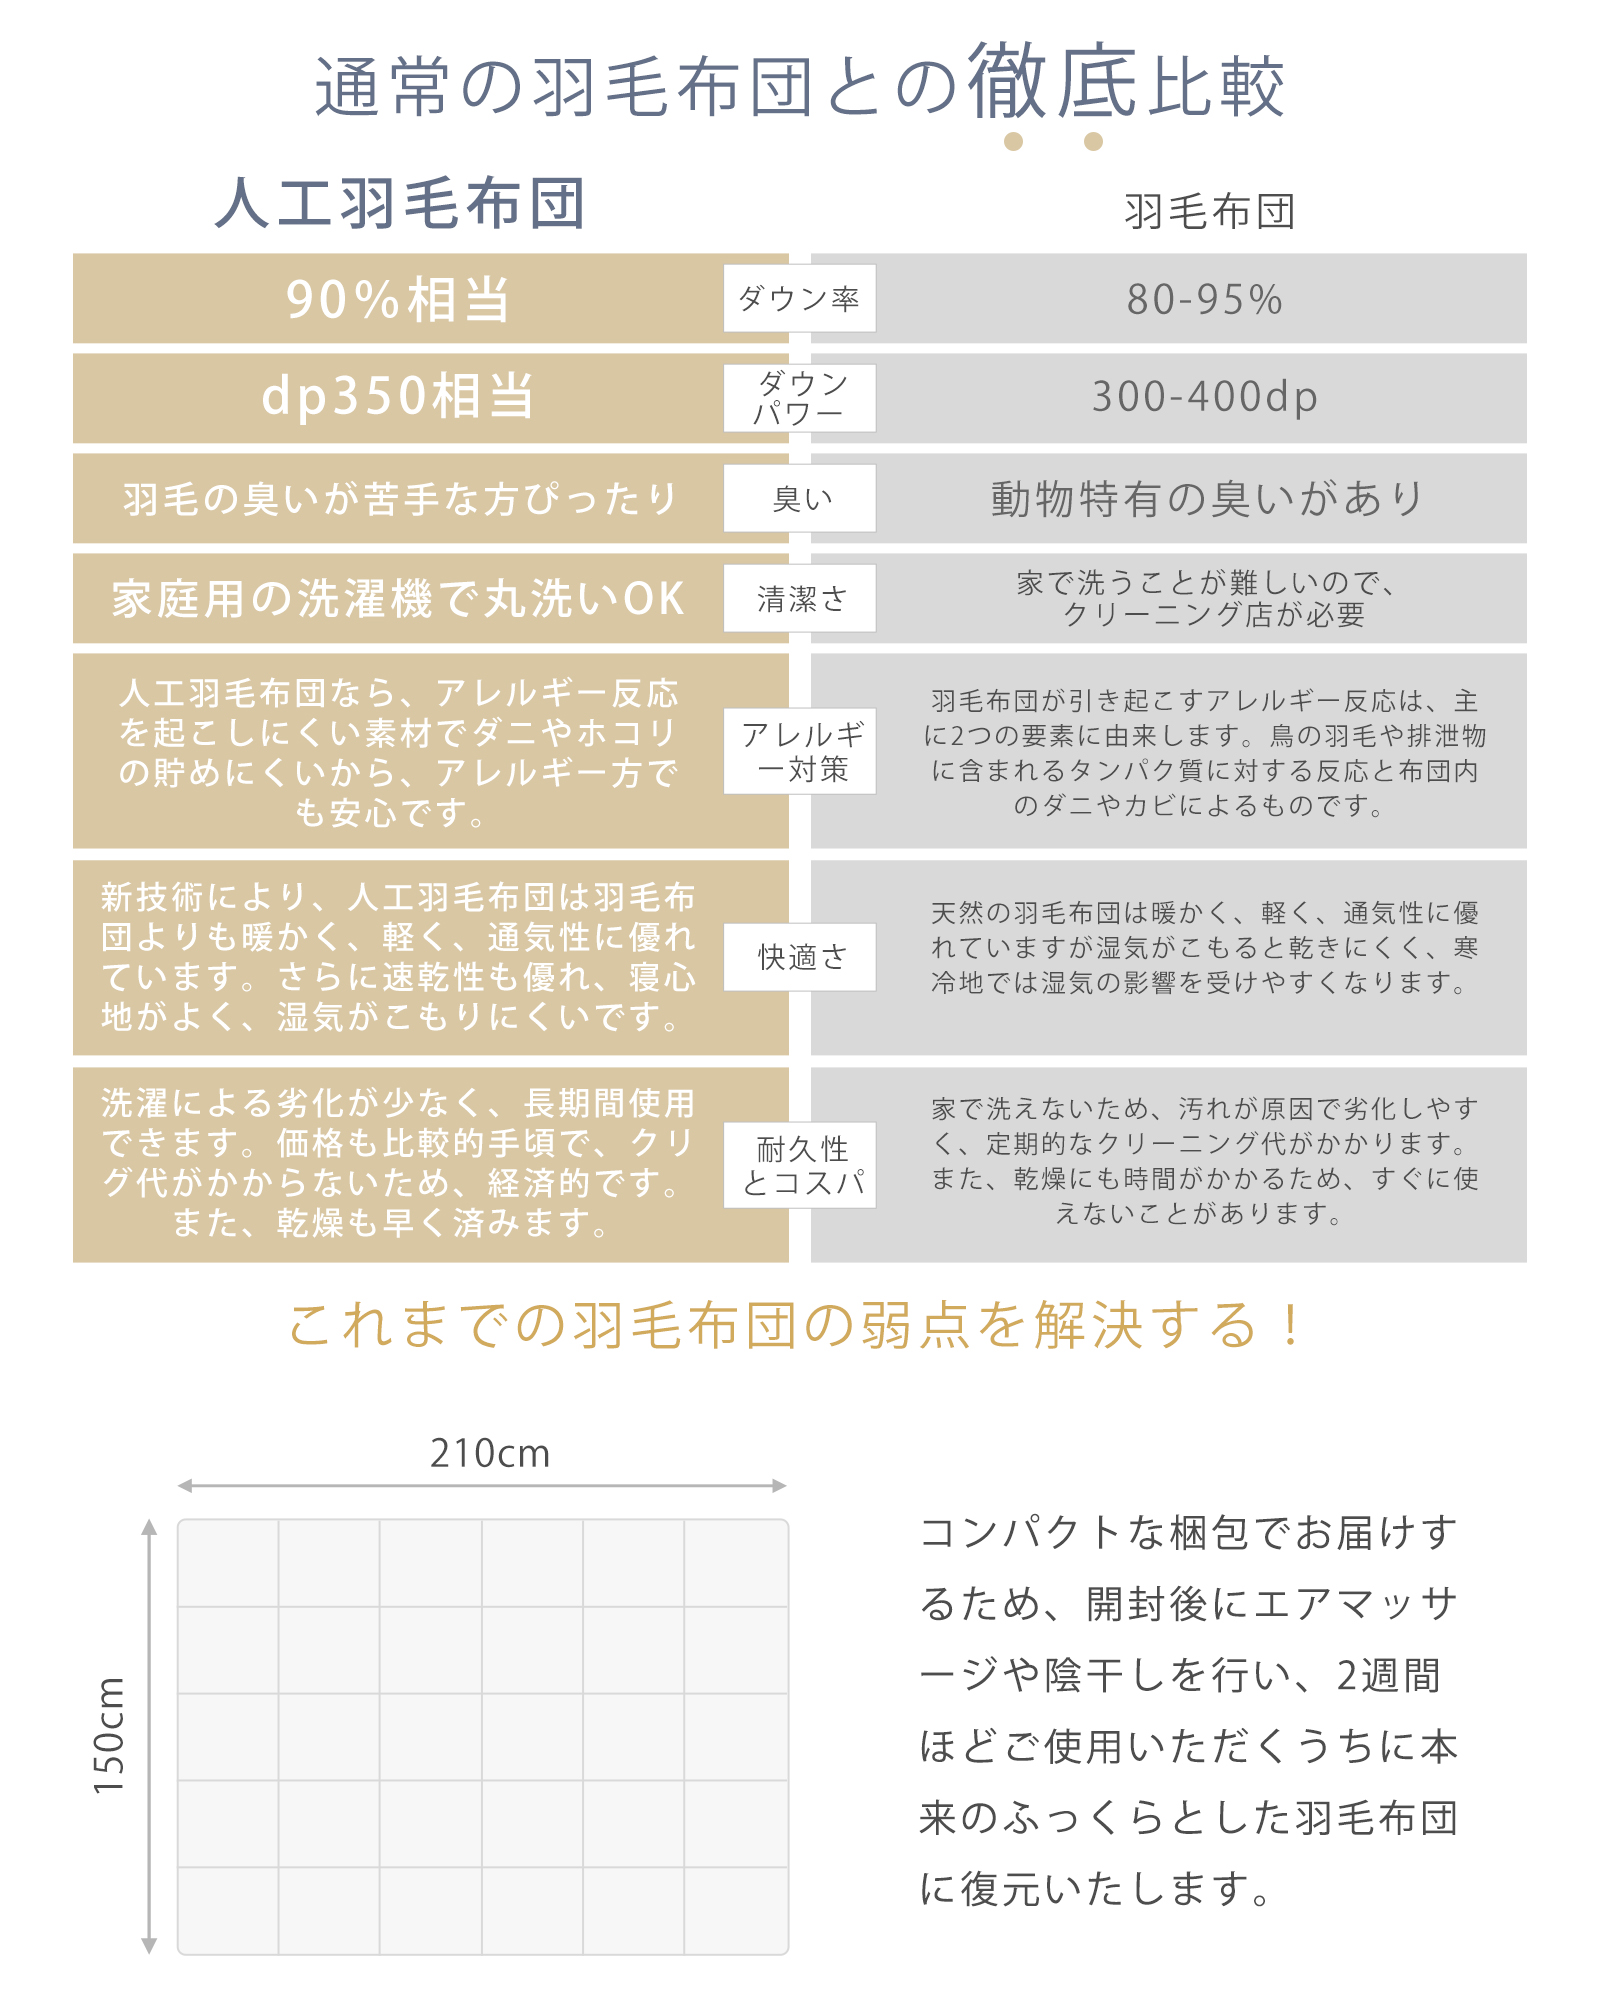 通常の羽毛布団との徹底比較
人工羽毛布団
羽毛布団
90%相当
ダウン率
80-95%
dp350相当
ダウン
パワー
300-400dp
羽毛の臭いが苦手な方ぴったり
臭い
動物特有の臭いがあり
家庭用の洗濯機で丸洗いOK
清潔さ
家で洗うことが難しいので、
クリーニング店が必要
人工羽毛布団なら、アレルギー反応
を起こしにくい素材でダニやホコリ
の貯めにくいから、アレルギー方で
も安心です。
アレルギ
ー対策
羽毛布団が引き起こすアレルギー反応は、主
に2つの要素に由来します。鳥の羽毛や排泄物
に含まれるタンパク質に対する反応と布団内
のダニやカビによるものです。
新技術により、人工羽毛布団は羽毛布
団よりも暖かく、軽く、通気性に優れ
ています。さらに速乾性も優れ、寝心
地がよく、湿気がこもりにくいです。
快適さ
天然の羽毛布団は暖かく、軽く、通気性に優
れていますが湿気がこもると乾きにくく、寒
冷地では湿気の影響を受けやすくなります。
洗濯による劣化が少なく、長期間使用
できます。価格も比較的手頃で、クリ
グ代がかからないため、経済的です。
また、乾燥も早く済みます。
耐久性
とコスパ
家で洗えないため、汚れが原因で劣化しやす
く、定期的なクリーニング代がかかります。
また、乾燥にも時間がかかるため、すぐに使
えないことがあります。
これまでの羽毛布団の弱点を解決する！
210cm
150cm
コンパクトな梱包でお届けす
るため、開封後にエアマッサ
ージや陰干しを行い、2週間
ほどご使用いただくうちに本
来のふっくらとした羽毛布団
に復元いたします。